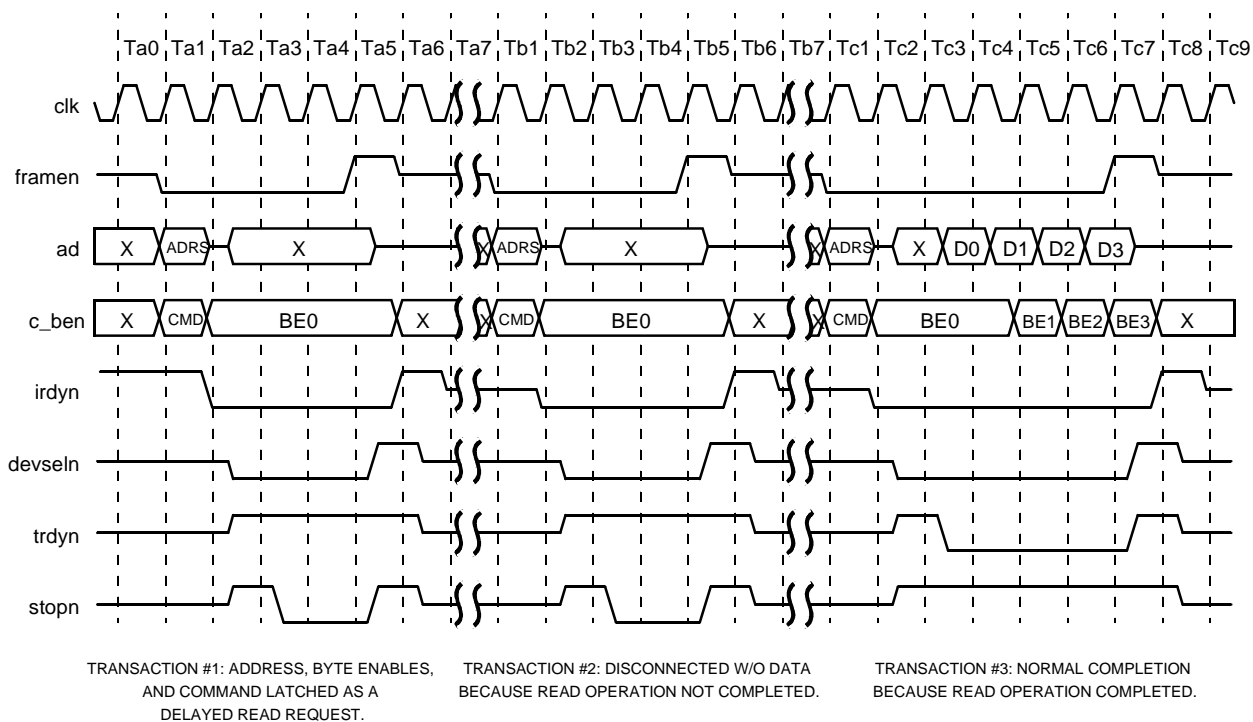 Ta0 Ta1 Ta2 Ta3 Ta4 Ta5 Ta6 Ta7 Tb1 Tb2 Tb3 Tb4 Tb5 Tb6 Tb7 Tc1 Tc2 Tc3 Tc4 Tc5 Tc6 Tc7 Tc8 Tc9
clk
framen
ad X ADRS X X ADRS X X ADRS X D0 D1 D2 D3
c_ben X CMD BE0 X X CMD BE0 X X CMD BE0 BE1 BE2 BE3 X
irdyn
devseln
trdyn
stopn
TRANSACTION #1: ADDRESS, BYTE ENABLES,
AND COMMAND LATCHED AS A
DELAYED READ REQUEST.
TRANSACTION #2: DISCONNECTED W/O DATA
BECAUSE READ OPERATION NOT COMPLETED.
TRANSACTION #3: NORMAL COMPLETION
BECAUSE READ OPERATION COMPLETED.